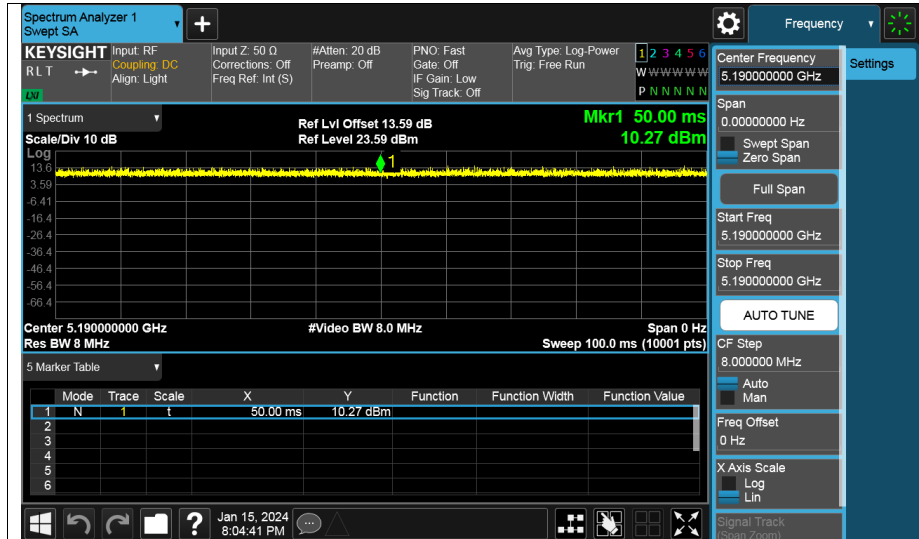 Spectrum Analyzer 1
Swept SA
+
Frequency
KEYSIGHT
RLT
LXI
Input: RF
Coupling: DC
Align: Light
Input Z: 50 Ω
Corrections: Off
Freq Ref: Int (S)
#Atten: 20 dB
Preamp: Off
PNO: Fast
Gate: Off
IF Gain: Low
Sig Track: Off
Avg Type: Log-Power
Trig: Free Run
1 2 3 4 5 6
W W W W W W
P N N N N N
1 Spectrum
Scale/Div 10 dB
Ref Lvl Offset 13.59 dB
Ref Level 23.59 dBm
Mkr1 50.00 ms
10.27 dBm
Log
13.6
3.59
-6.41
-16.4
-26.4
-36.4
-46.4
-56.4
-66.4
1
Center 5.190000000 GHz
#Video BW 8.0 MHz
Span 0 Hz
Res BW 8 MHz
Sweep 100.0 ms (10001 pts)
5 Marker Table
Mode Trace Scale X Y Function Function Width Function Value
1 N 1 t 50.00 ms 10.27 dBm
2
3
4
5
6
?
Jan 15, 2024
8:04:41 PM
Center Frequency
5.190000000 GHz
Settings
Span
0.00000000 Hz
Swept Span
Zero Span
Full Span
Start Freq
5.190000000 GHz
Stop Freq
5.190000000 GHz
AUTO TUNE
CF Step
8.000000 MHz
Auto
Man
Freq Offset
0 Hz
X Axis Scale
Log
Lin
Signal Track
(Span Zoom)